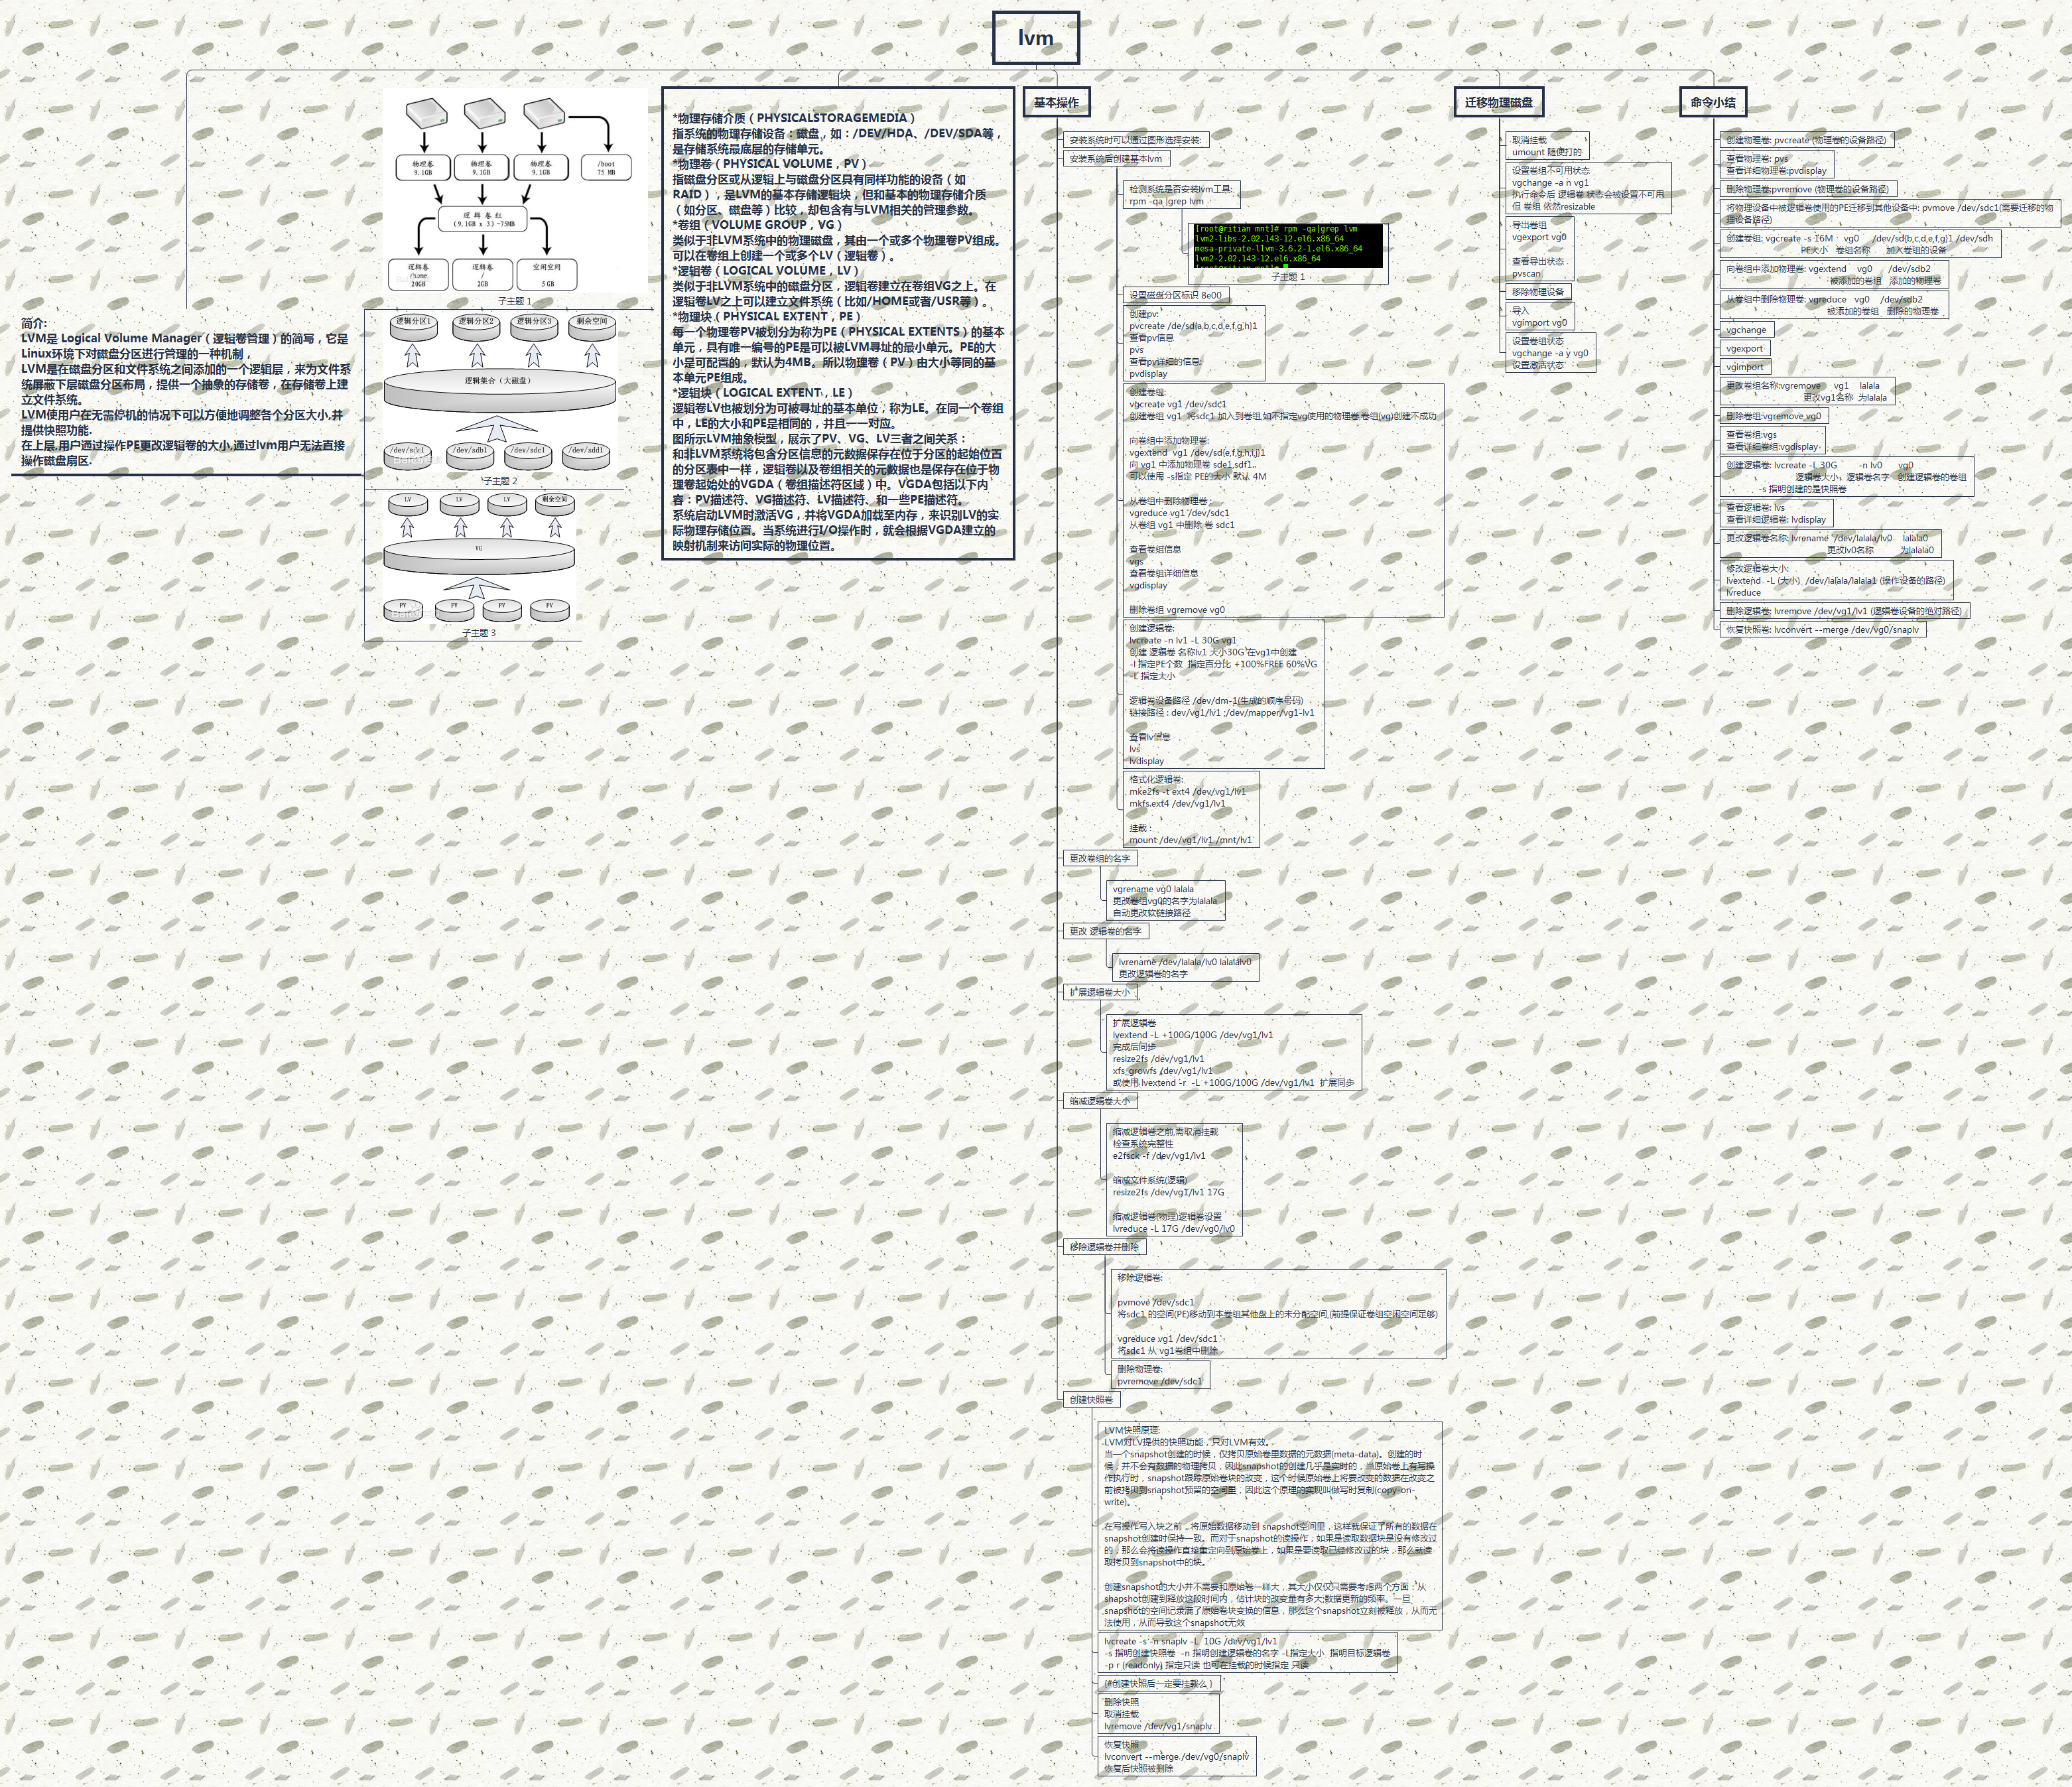 lvm
物理卷
9.1GB
物理卷
9.1GB
物理卷
9.1GB
/boot
75 MB
逻辑卷组
(9.1GB x 3)-75MB
逻辑卷
/home
20GB
逻辑卷
/
2GB
空闲空间
5 GB
子主题 1
逻辑分区1
逻辑分区2
逻辑分区3
剩余空间
逻辑集合（大磁盘）
/dev/sda1
/dev/sdb1
/dev/sdc1
/dev/sdd1
子主题 2
LV
LV
LV
剩余空间
VG
PV
PV
PV
PV
子主题 3
简介:
LVM是 Logical Volume Manager（逻辑卷管理）的简写，它是
Linux环境下对磁盘分区进行管理的一种机制，
LVM是在磁盘分区和文件系统之间添加的一个逻辑层，来为文件系
统屏蔽下层磁盘分区布局，提供一个抽象的存储卷，在存储卷上建
立文件系统。
LVM使用户在无需停机的情况下可以方便地调整各个分区大小.并
提供快照功能.
在上层,用户通过操作PE更改逻辑卷的大小,通过lvm用户无法直接
操作磁盘扇区.
*物理存储介质（PHYSICALSTORAGEMEDIA）
指系统的物理存储设备：磁盘，如：/DEV/HDA、/DEV/SDA等，
是存储系统最底层的存储单元。
*物理卷（PHYSICAL VOLUME，PV）
指磁盘分区或从逻辑上与磁盘分区具有同样功能的设备（如
RAID），是LVM的基本存储逻辑块，但和基本的物理存储介质
（如分区、磁盘等）比较，却包含有与LVM相关的管理参数。
*卷组（VOLUME GROUP，VG）
类似于非LVM系统中的物理磁盘，其由一个或多个物理卷PV组成。
可以在卷组上创建一个或多个LV（逻辑卷）。
*逻辑卷（LOGICAL VOLUME，LV）
类似于非LVM系统中的磁盘分区，逻辑卷建立在卷组VG之上。在
逻辑卷LV之上可以建立文件系统（比如/HOME或者/USR等）。
*物理块（PHYSICAL EXTENT，PE）
每一个物理卷PV被划分为称为PE（PHYSICAL EXTENTS）的基本
单元，具有唯一编号的PE是可以被LVM寻址的最小单元。PE的大
小是可配置的，默认为4MB。所以物理卷（PV）由大小等同的基
本单元PE组成。
*逻辑块（LOGICAL EXTENT，LE）
逻辑卷LV也被划分为可被寻址的基本单位，称为LE。在同一个卷组
中，LE的大小和PE是相同的，并且一一对应。
图所示LVM抽象模型，展示了PV、VG、LV三者之间关系：
和非LVM系统将包含分区信息的元数据保存在位于分区的起始位置
的分区表中一样，逻辑卷以及卷组相关的元数据也是保存在位于物
理卷起始处的VGDA（卷组描述符区域）中。VGDA包括以下内
容：PV描述符、VG描述符、LV描述符、和一些PE描述符。
系统启动LVM时激活VG，并将VGDA加载至内存，来识别LV的实
际物理存储位置。当系统进行I/O操作时，就会根据VGDA建立的
映射机制来访问实际的物理位置。
基本操作
安装系统时可以通过图形选择安装:
安装系统后创建基本lvm
检测系统是否安装lvm工具:
rpm -qa |grep lvm
[root@ritian mnt]# rpm -qa|grep lvm
lvm2-libs-2.02.143-12.el6.x86_64
mesa-private-llvm-3.6.2-1.el6.x86_64
lvm2-2.02.143-12.el6.x86_64
子主题 1
设置磁盘分区标识 8e00
创建pv:
pvcreate /de/sd(a,b,c,d,e,f,g,h)1
查看pv信息
pvs
查看pv详细的信息:
pvdisplay
创建卷组:
vgcreate vg1 /dev/sdc1
创建卷组 vg1 将sdc1 加入到卷组,如不指定vg使用的物理卷,卷组(vg)创建不成功
向卷组中添加物理卷:
vgextend vg1 /dev/sd(e,f,g,h,i,j)1
向 vg1 中添加物理卷 sde1,sdf1..
可以使用 -s指定 PE的大小 默认 4M
从卷组中删除物理卷 :
vgreduce vg1 /dev/sdc1
从卷组 vg1 中删除 卷 sdc1
查看卷组信息
vgs
查看卷组详细信息
vgdisplay
删除卷组 vgremove vg0
创建逻辑卷:
lvcreate -n lv1 -L 30G vg1
创建 逻辑卷 名称lv1 大小30G 在vg1中创建
-l 指定PE个数 指定百分比 +100%FREE 60%VG
-L 指定大小
逻辑卷设备路径 /dev/dm-1(生成的顺序号码)
链接路径 : dev/vg1/lv1 ;/dev/mapper/vg1-lv1
查看lv信息
lvs
lvdisplay
格式化逻辑卷:
mke2fs -t ext4 /dev/vg1/lv1
mkfs.ext4 /dev/vg1/lv1
挂载 :
mount /dev/vg1/lv1 /mnt/lv1
更改卷组的名字
vgrename vg0 lalala
更改卷组vg0的名字为lalala
自动更改软链接路径
更改 逻辑卷的名字
lvrename /dev/lalala/lv0 lalalalv0
更改逻辑卷的名字
扩展逻辑卷大小
扩展逻辑卷
lvextend -L +100G/100G /dev/vg1/lv1
完成后同步
resize2fs /dev/vg1/lv1
xfs_growfs /dev/vg1/lv1
或使用 lvextend -r -L +100G/100G /dev/vg1/lv1 扩展同步
缩减逻辑卷大小
缩减逻辑卷之前,需取消挂载
检查系统完整性
e2fsck -f /dev/vg1/lv1
缩减文件系统(逻辑)
resize2fs /dev/vg1/lv1 17G
缩减逻辑卷(物理)逻辑卷设置
lvreduce -L 17G /dev/vg0/lv0
移除逻辑卷并删除
移除逻辑卷:
pvmove /dev/sdc1
将sdc1 的空间(PE)移动到本卷组其他盘上的未分配空间,(前提保证卷组空闲空间足够)
vgreduce vg1 /dev/sdc1
将sdc1 从 vg1卷组中删除
删除物理卷:
pvremove /dev/sdc1
创建快照卷
LVM快照原理:
LVM对LV提供的快照功能，只对LVM有效。
当一个snapshot创建的时候，仅拷贝原始卷里数据的元数据(meta-data)。创建的时
候，并不会有数据的物理拷贝，因此snapshot的创建几乎是实时的，当原始卷上有写操
作执行时，snapshot跟踪原始卷块的改变，这个时候原始卷上将要改变的数据在改变之
前被拷贝到snapshot预留的空间里，因此这个原理的实现叫做写时复制(copy-on-
write)。
在写操作写入块之前，将原始数据移动到 snapshot空间里，这样就保证了所有的数据在
snapshot创建时保持一致。而对于snapshot的读操作，如果是读取数据块是没有修改过
的，那么会将读操作直接重定向到原始卷上，如果是要读取已经修改过的块，那么就读
取拷贝到snapshot中的块。
创建snapshot的大小并不需要和原始卷一样大，其大小仅仅只需要考虑两个方面：从
shapshot创建到释放这段时间内，估计块的改变量有多大;数据更新的频率。一旦
snapshot的空间记录满了原始卷块变换的信息，那么这个snapshot立刻被释放，从而无
法使用，从而导致这个snapshot无效
lvcreate -s -n snaplv -L 10G /dev/vg1/lv1
-s 指明创建快照卷 -n 指明创建逻辑卷的名字 -L指定大小 指明目标逻辑卷
-p r (readonly) 指定只读 也可在挂载的时候指定 只读
(#创建快照后一定要挂载么 )
删除快照
取消挂载
lvremove /dev/vg1/snaplv
恢复快照
lvconvert --merge /dev/vg0/snaplv
恢复后快照被删除
迁移物理磁盘
取消挂载
umount 随便打的
设置卷组不可用状态
vgchange -a n vg1
执行命令后 逻辑卷 状态会被设置不可用
但 卷组 依然resizable
导出卷组
vgexport vg0
查看导出状态
pvscan
移除物理设备
导入
vgimport vg0
设置卷组状态
vgchange -a y vg0
设置激活状态
命令小结
创建物理卷: pvcreate (物理卷的设备路径)
查看物理卷: pvs
查看详细物理卷:pvdisplay
删除物理卷:pvremove (物理卷的设备路径)
将物理设备中被逻辑卷使用的PE迁移到其他设备中: pvmove /dev/sdc1(需要迁移的物
理设备路径)
创建卷组: vgcreate -s 16M vg0 /dev/sd(b,c,d,e,f,g)1 /dev/sdh
PE大小 卷组名称 加入卷组的设备
向卷组中添加物理卷: vgextend vg0 /dev/sdb2
被添加的卷组 添加的物理卷
从卷组中删除物理卷: vgreduce vg0 /dev/sdb2
被添加的卷组 删除的物理卷
vgchange
vgexport
vgimport
更改卷组名称:vgremove vg1 lalala
更改vg1名称 为lalala
删除卷组:vgremove vg0
查看卷组:vgs
查看详细卷组:vgdisplay
创建逻辑卷: lvcreate -L 30G -n lv0 vg0
逻辑卷大小 逻辑卷名字 创建逻辑卷的卷组
-s 指明创建的是快照卷
查看逻辑卷: lvs
查看详细逻辑卷: lvdisplay
更改逻辑卷名称: lvrename /dev/lalala/lv0 lalala0
更改lv0名称 为lalala0
修改逻辑卷大小:
lvextend -L (大小) /dev/lalala/lalala1 (操作设备的路径)
lvreduce
删除逻辑卷: lvremove /dev/vg1/lv1 (逻辑卷设备的绝对路径)
恢复快照卷: lvconvert --merge /dev/vg0/snaplv